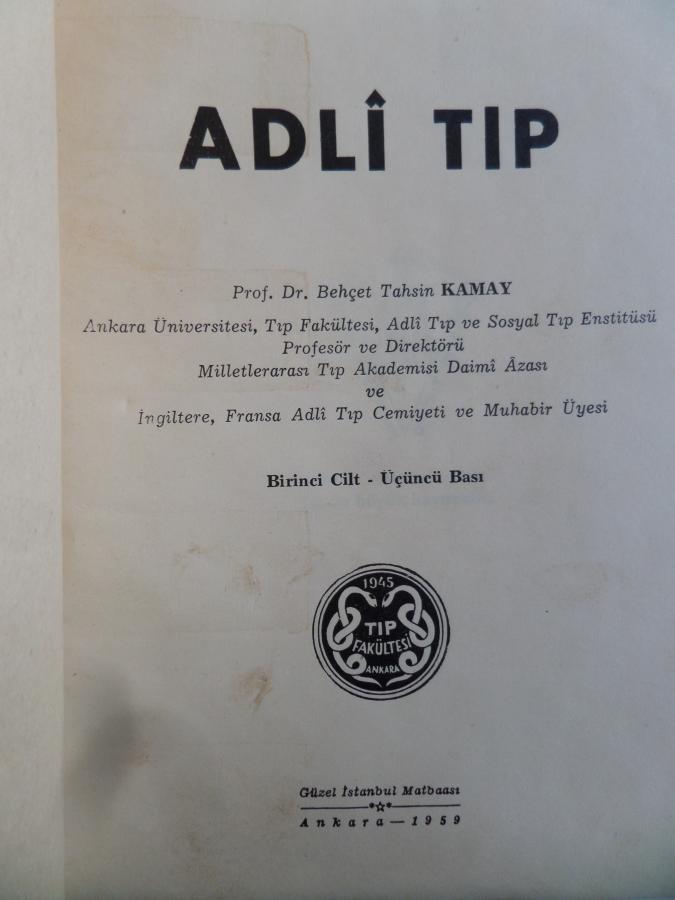 ADLÎ TIP
Prof. Dr. Behçet Tahsin KAMAY
Ankara Üniversitesi, Tıp Fakültesi, Adlî Tıp ve Sosyal Tıp Enstitüsü
Profesör ve Direktörü
Milletlerarası Tıp Akademisi Daimî Âzası
ve
İngiltere, Fransa Adlî Tıp Cemiyeti ve Muhabir Üyesi
Birinci Cilt - Üçüncü Bası
1945
TIP
FAKÜLTESİ
ANKARA
Güzel İstanbul Matbaası
Ankara — 1959